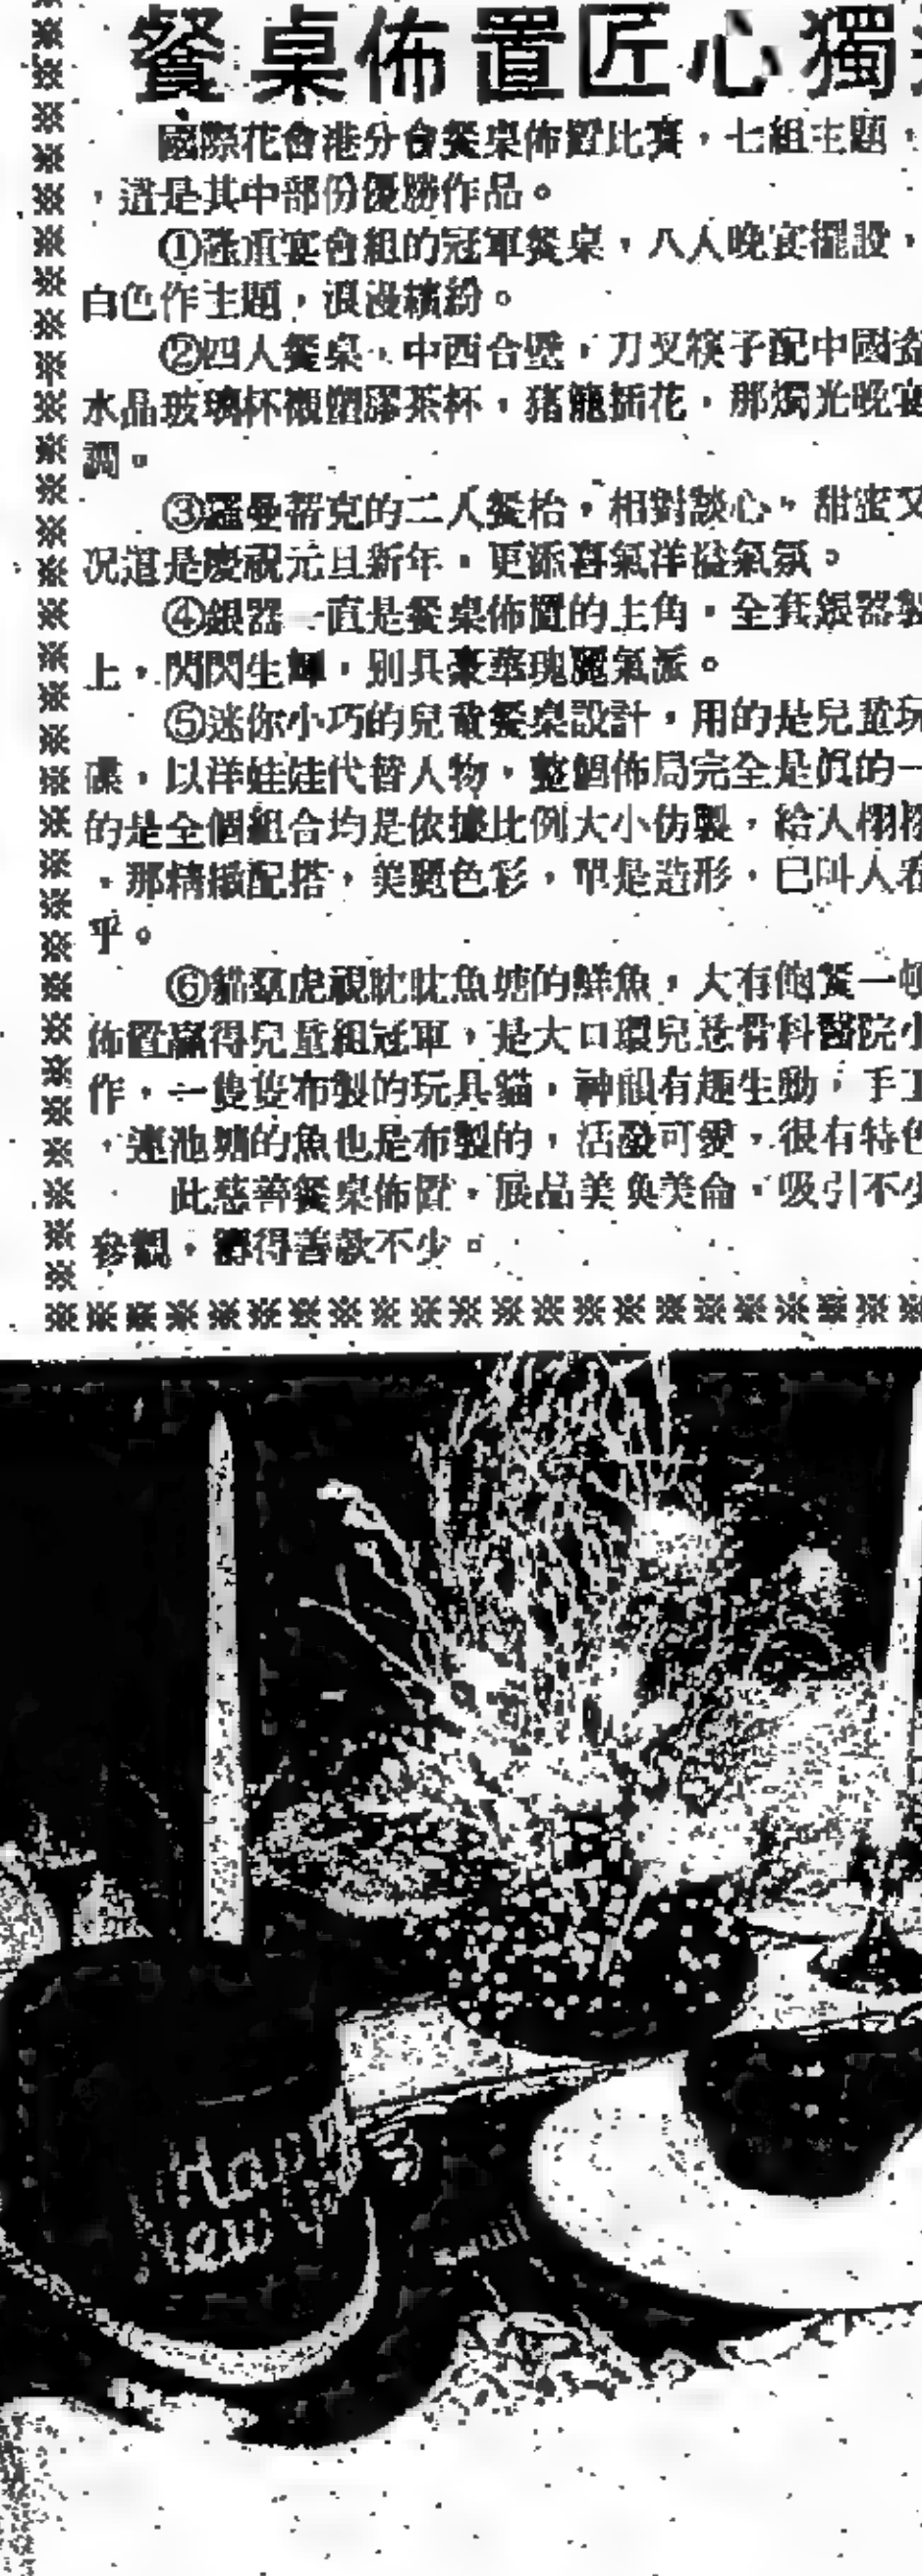 餐桌佈置匠心獨
國際花會港分會餐桌佈置比賽，七組主題，
，這是其中部份優勝作品。
①隆重宴會組的冠軍餐桌，八人晚宴擺設，
白色作主題，浪漫繽紛。
②四人餐桌，中西合璧，刀叉筷子配中國
水晶玻璃杯襯塑膠茶杯，猪籠插花，那燭光晚宴
調。
③羅曼蒂克的二人餐枱，相對談心，甜蜜又
况這是慶祝元旦新年，更添喜氣洋溢氣氛。
④銀器一直是餐桌佈置的主角，全套銀器
上，閃閃生輝，别具豪華瑰麗氣派。
⑤迷你小巧的兒童餐桌設計，用的是兒童玩
碟，以洋娃娃代替人物，整個佈局完全是眞的一
的是全個組合均是依據比例大小仿製，給人栩栩
，那精緻配搭，美麗色彩，單是造形，已叫人看
乎。
⑥貓兒虎視眈眈魚塘的鮮魚，大有飽餐一頓
佈置贏得兒童組冠軍，是大口環兒童骨科醫院小
作，一隻隻布製的玩具貓，神韻有趣生動，手工
，連池塘的魚也是布製的，活潑可愛，很有特色
此慈善餐桌佈置，展品美奐美侖，吸引不少
參觀，籌得善款不少。
Happy
New